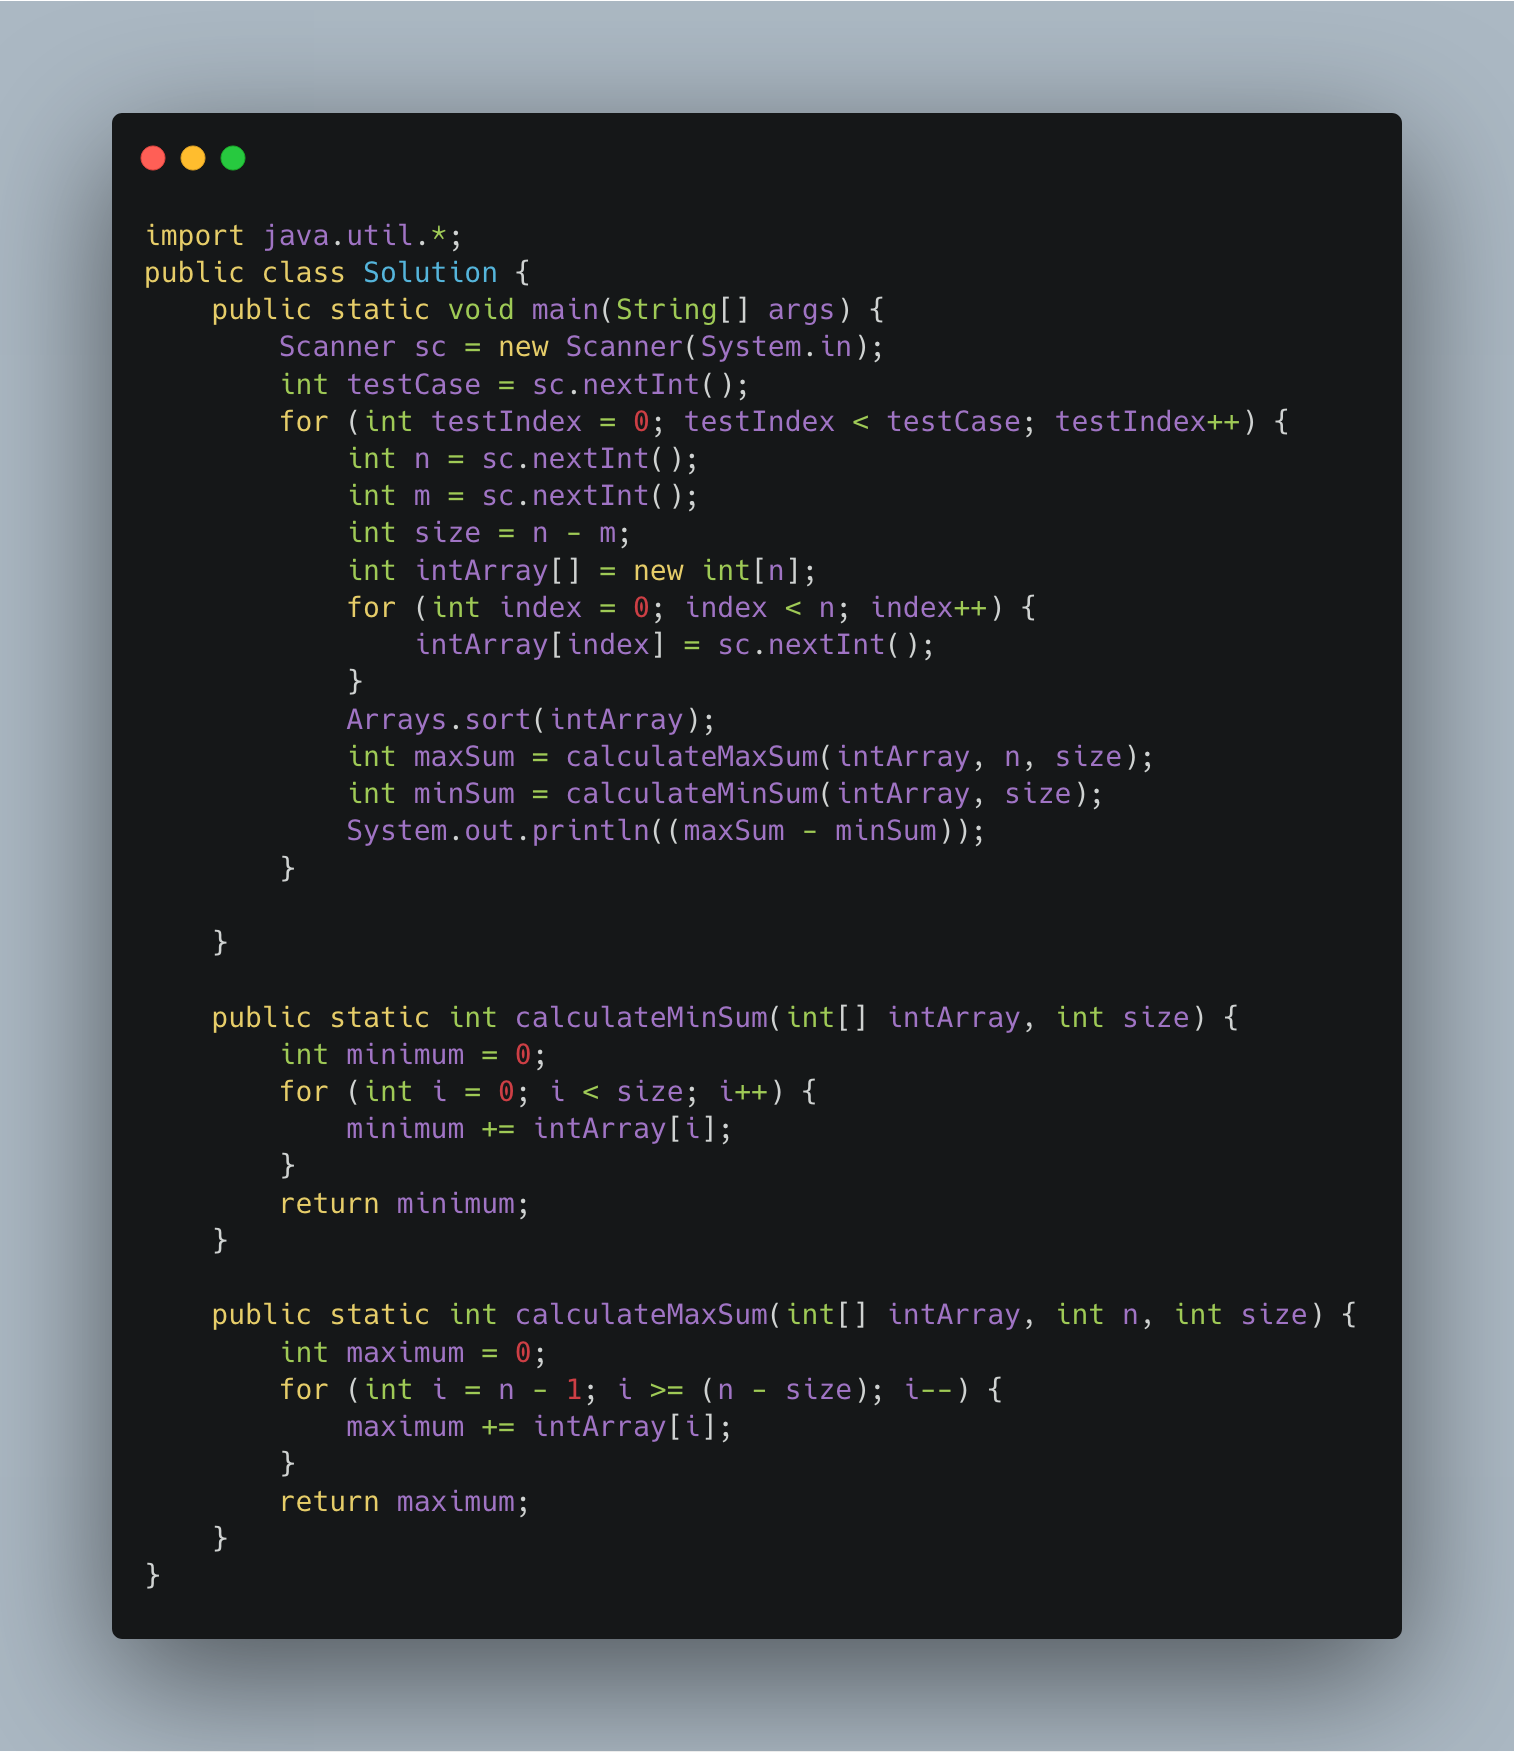 import java.util.*;
public class Solution {
    public static void main(String[] args) {
        Scanner sc = new Scanner(System.in);
        int testCase = sc.nextInt();
        for (int testIndex = 0; testIndex < testCase; testIndex++) {
            int n = sc.nextInt();
            int m = sc.nextInt();
            int size = n - m;
            int intArray[] = new int[n];
            for (int index = 0; index < n; index++) {
                intArray[index] = sc.nextInt();
            }
            Arrays.sort(intArray);
            int maxSum = calculateMaxSum(intArray, n, size);
            int minSum = calculateMinSum(intArray, size);
            System.out.println((maxSum - minSum));
        }

    }

    public static int calculateMinSum(int[] intArray, int size) {
        int minimum = 0;
        for (int i = 0; i < size; i++) {
            minimum += intArray[i];
        }
        return minimum;
    }

    public static int calculateMaxSum(int[] intArray, int n, int size) {
        int maximum = 0;
        for (int i = n - 1; i >= (n - size); i--) {
            maximum += intArray[i];
        }
        return maximum;
    }
}